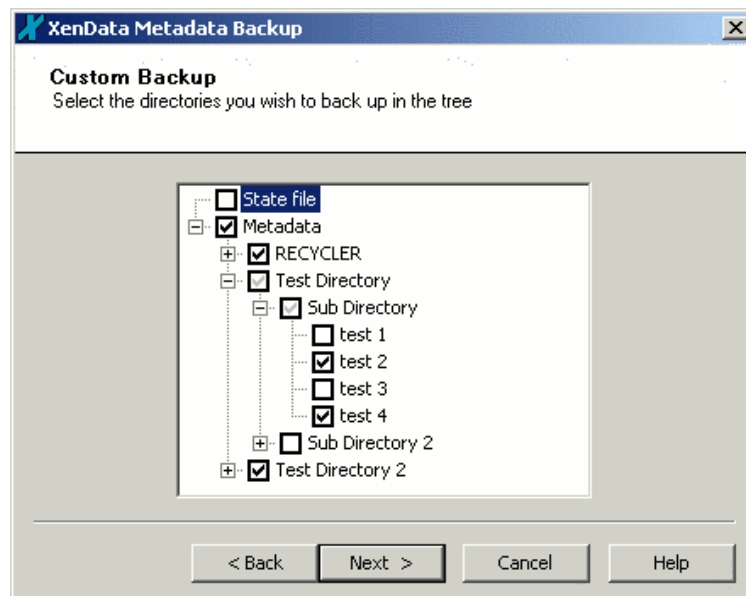 XenData Metadata Backup
Custom Backup
Select the directories you wish to back up in the tree
State file
Metadata
RECYCLER
Test Directory
Sub Directory
test 1
test 2
test 3
test 4
Sub Directory 2
Test Directory 2
< Back Next > Cancel Help